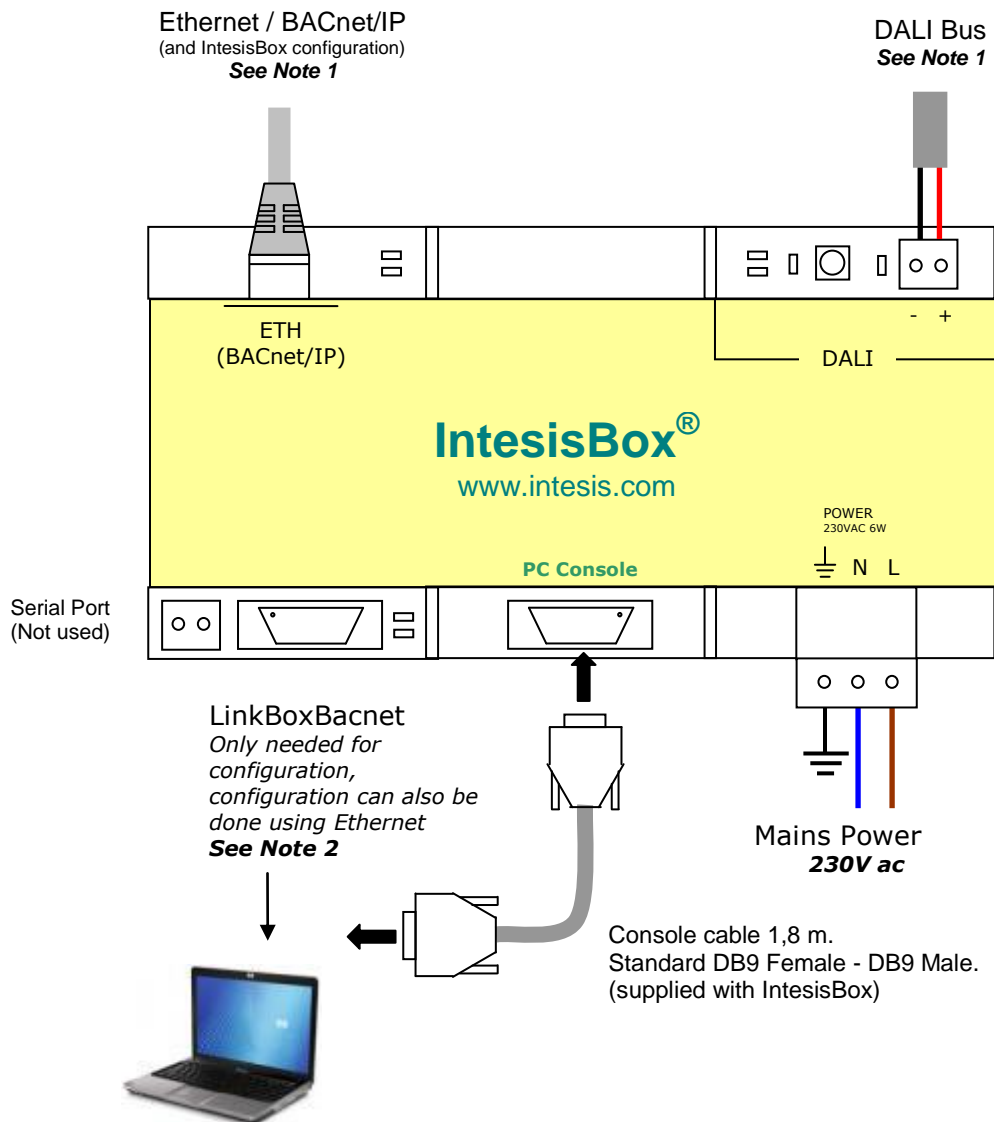 Ethernet / BACnet/IP
(and IntesisBox configuration)
See Note 1
DALI Bus
See Note 1
ETH
(BACnet/IP)
- +
DALI
IntesisBox®
www.intesis.com
POWER
230VAC 6W
N L
PC Console
Serial Port
(Not used)
LinkBoxBacnet
Only needed for
configuration,
configuration can also be
done using Ethernet
See Note 2
Mains Power
230V ac
Console cable 1,8 m.
Standard DB9 Female - DB9 Male.
(supplied with IntesisBox)